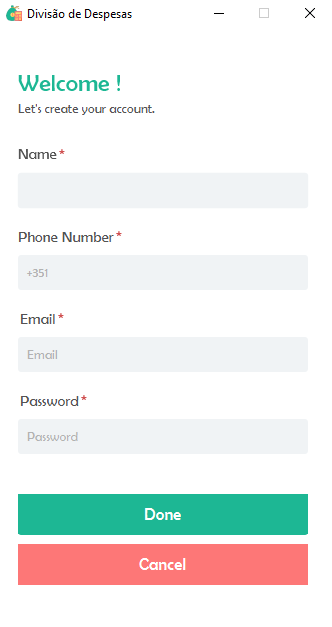 Divisão de Despesas
Welcome !
Let's create your account.
Name*
Phone Number*
+351
Email*
Email
Password*
Password
Done
Cancel